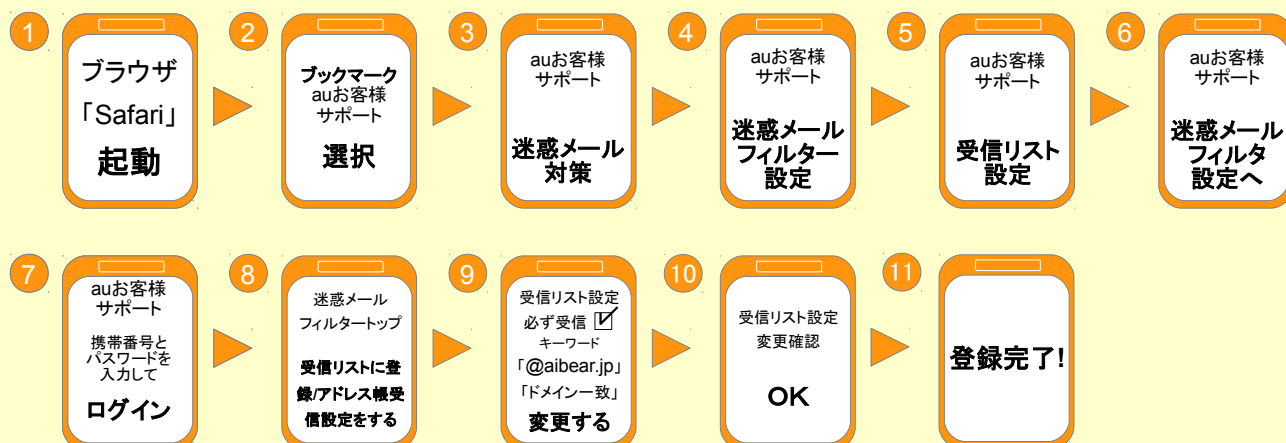 1
ブラウザ
「Safari」
起動
2
ブックマーク
auお客様
サポート
選択
3
auお客様
サポート
迷惑メール
対策
4
auお客様
サポート
迷惑メール
フィルター
設定
5
auお客様
サポート
受信リスト
設定
6
auお客様
サポート
迷惑メール
フィルタ
設定へ
7
auお客様
サポート
携帯番号と
パスワードを
入力して
ログイン
8
迷惑メール
フィルタートップ
受信リストに登
録/アドレス帳受
信設定をする
9
受信リスト設定
必ず受信
キーワード
「@aibear.jp」
「ドメイン一致」
変更する
10
受信リスト設定
変更確認
OK
11
登録完了!